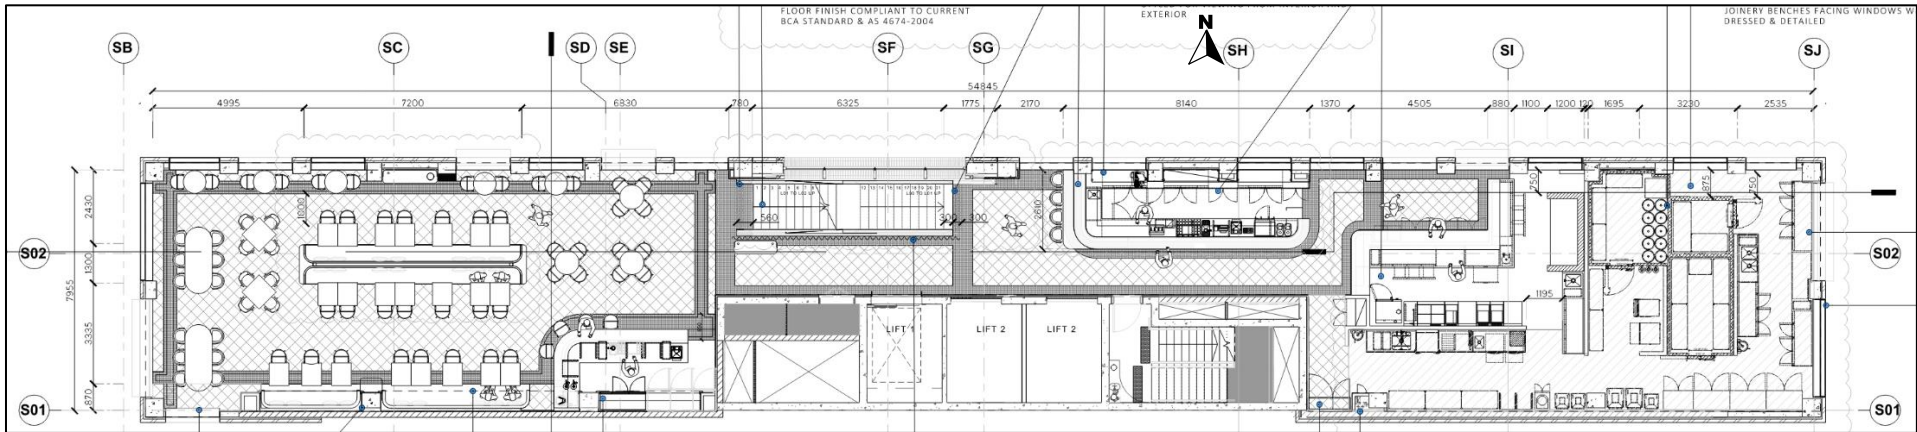 FLOOR FINISH COMPLIANT TO CURRENT
BCA STANDARD & AS 4674-2004
EXTERIOR
N
JOINERY BENCHES FACING WINDOWS W
DRESSED & DETAILED
SB SC SD SE SF SG SH SI SJ
54845
4995 7200 6830 780 6325 1775 2170 8140 1370 4505 880 1100 1200 120 1695 3230 2535
7955
2430
1300
3335
870
S02
S01
S02
S01
1000
560
300
300
2610
750
875
750
1195
LIFT 1
LIFT 2
LIFT 2